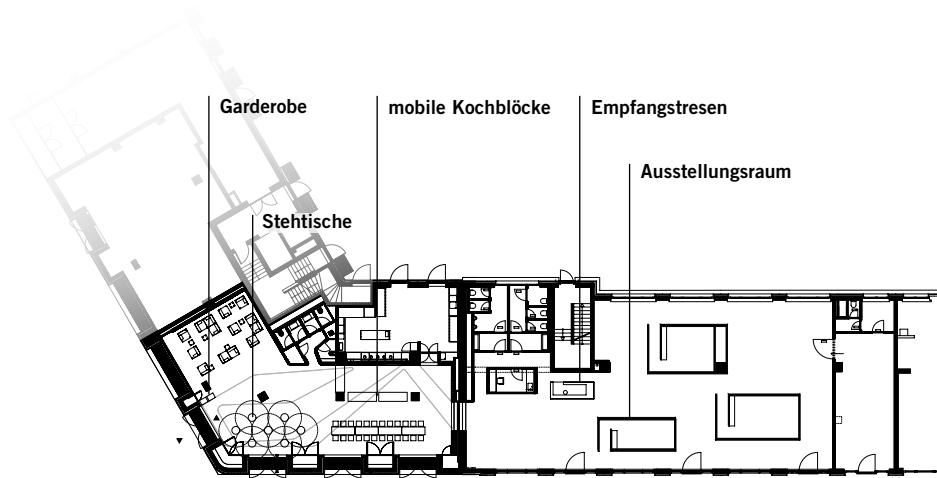 Garderobe
mobile Kochblöcke
Empfangstresen
Ausstellungsraum
Stehtische